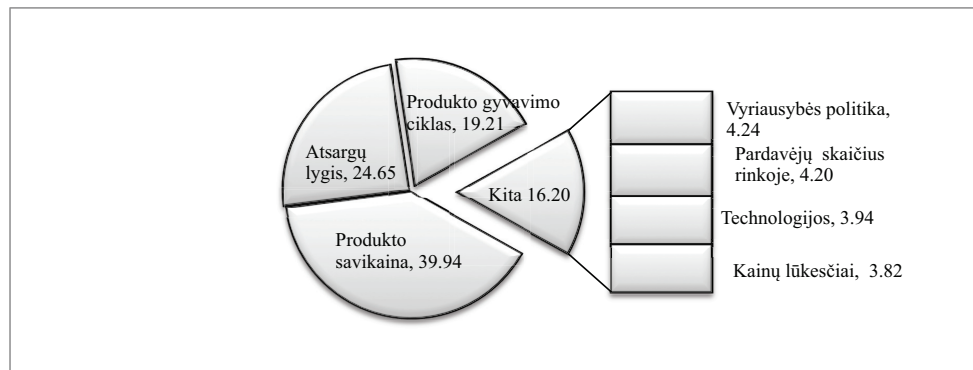 Produkto gyvavimo
ciklas, 19.21
Atsargų
lygis, 24.65
Produkto
savikaina, 39.94
Kita 16.20
Vyriausybės politika,
4.24
Pardavėjų skaičius
rinkoje, 4.20
Technologijos, 3.94
Kainų lūkesčiai, 3.82